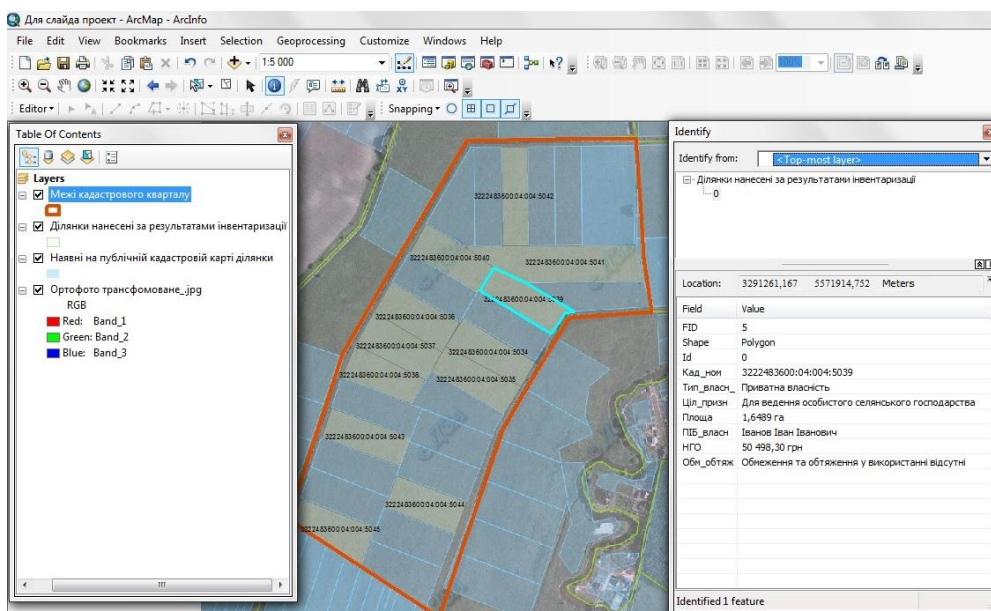 Для слайда проект - ArcMap - ArcInfo
File Edit View Bookmarks Insert Selection Geoprocessing Customize Windows Help
1:5 000
100%
Editor
Snapping
Table Of Contents
Layers
Межі кадастрового кварталу
Ділянки нанесені за результатами інвентаризації
Наявні на публічній кадастровій карті ділянки
Ортофото трансфомоване_.jpg
RGB
Red: Band_1
Green: Band_2
Blue: Band_3
3222483600:04:004:5042
3222483600:04:004:5040
3222483600:04:004:5041
3222483600:04:004:5039
3222483600:04:004:5036
3222483600:04:004:5037
3222483600:04:004:5034
3222483600:04:004:5038
3222483600:04:004:5035
3222483600:04:004:5043
3222483600:04:004:5044
3222483600:04:004:5045
Identify
Identify from: <Top-most layer>
Ділянки нанесені за результатами інвентаризації
0
Location: 3291261,167 5571914,752 Meters
Field Value
FID 5
Shape Polygon
Id 0
Кад_ном 3222483600:04:004:5039
Тип_власн_ Приватна власність
Ціл_призн Для ведення особистого селянського господарства
Площа 1,6489 га
ПІБ_власн Іванов Іван Іванович
НГО 50 498,30 грн
Обм_обтяж Обмеження та обтяження у використанні відсутні
Identified 1 feature